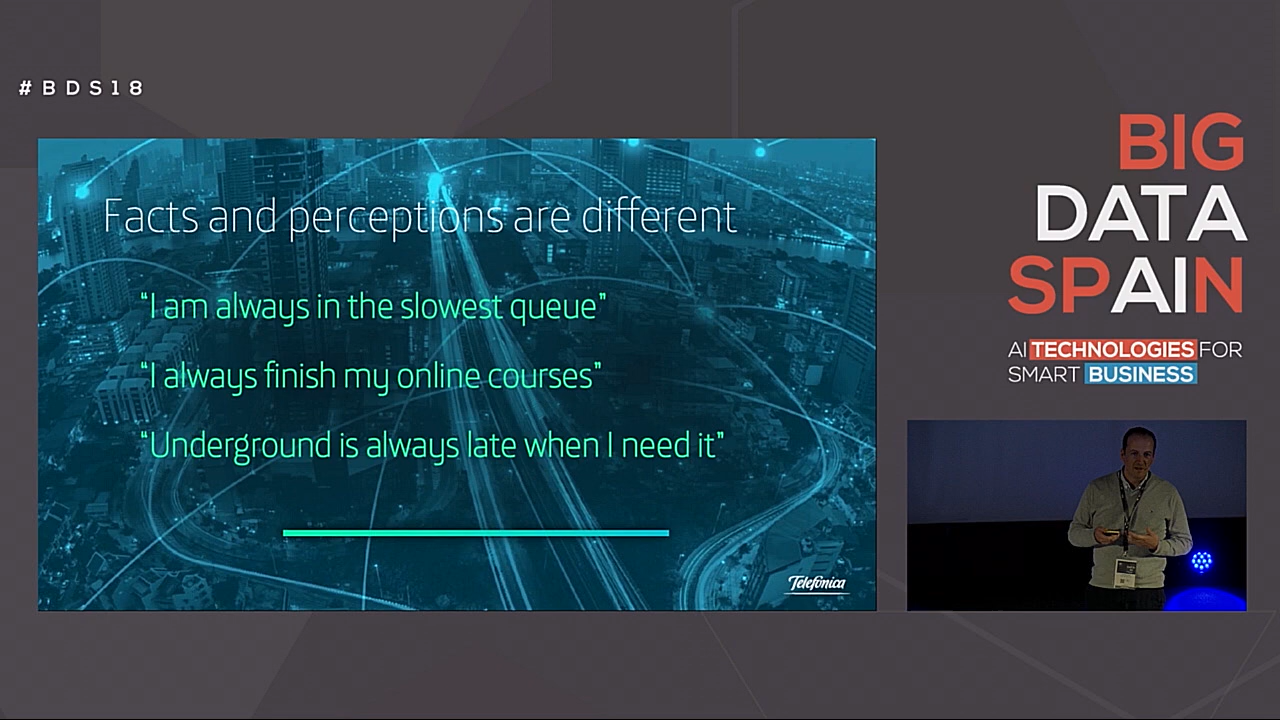 #BDS18
Facts and perceptions are different
“I am always in the slowest queue”
“I always finish my online courses”
“Underground is always late when I need it”
Telefónica
BIG
DATA
SPAIN
AI TECHNOLOGIES FOR
SMART BUSINESS